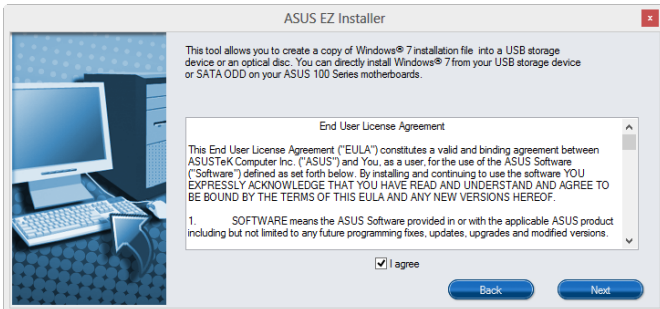 ASUS EZ Installer
x
This tool allows you to create a copy of Windows® 7 installation file into a USB storage
device or an optical disc. You can directly install Windows® 7 from your USB storage device
or SATA ODD on your ASUS 100 Series motherboards.
End User License Agreement
This End User License Agreement ("EULA") constitutes a valid and binding agreement between
ASUSTeK Computer Inc. ("ASUS") and You, as a user, for the use of the ASUS Software
("Software") defined as set forth below. By installing and continuing to use the software YOU
EXPRESSLY ACKNOWLEDGE THAT YOU HAVE READ AND UNDERSTAND AND AGREE TO
BE BOUND BY THE TERMS OF THIS EULA AND ANY NEW VERSIONS HEREOF.
1. SOFTWARE means the ASUS Software provided in or with the applicable ASUS product
including but not limited to any future programming fixes, updates, upgrades and modified versions.
I agree
Back Next